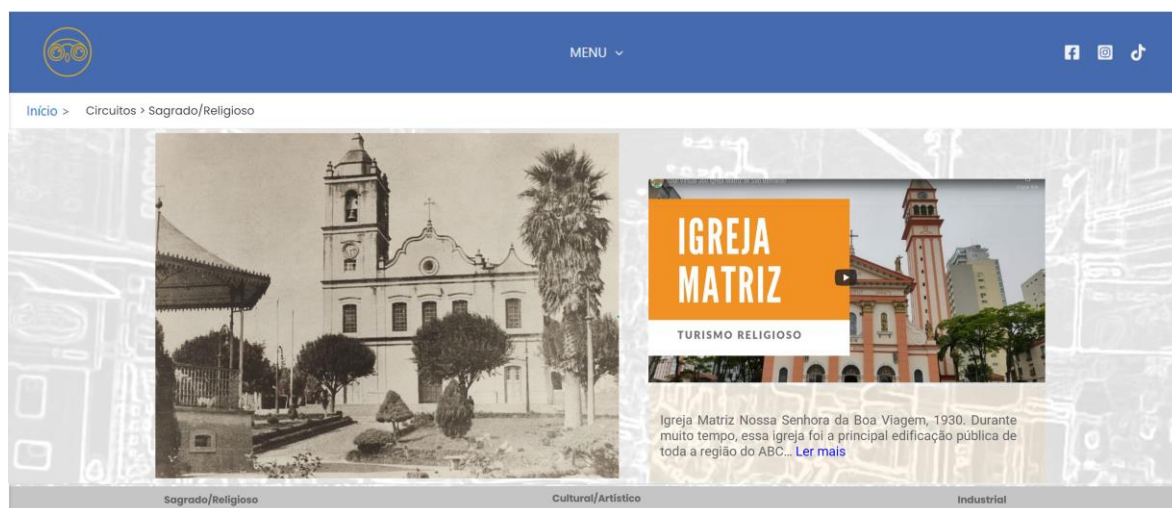 MENU
Início > Circuitos > Sagrado/Religioso
IGREJA
MATRIZ
TURISMO RELIGIOSO
Igreja Matriz Nossa Senhora da Boa Viagem, 1930. Durante
muito tempo, essa igreja foi a principal edificação pública de
toda a região do ABC... Ler mais
Sagrado/Religioso Cultural/Artístico Industrial